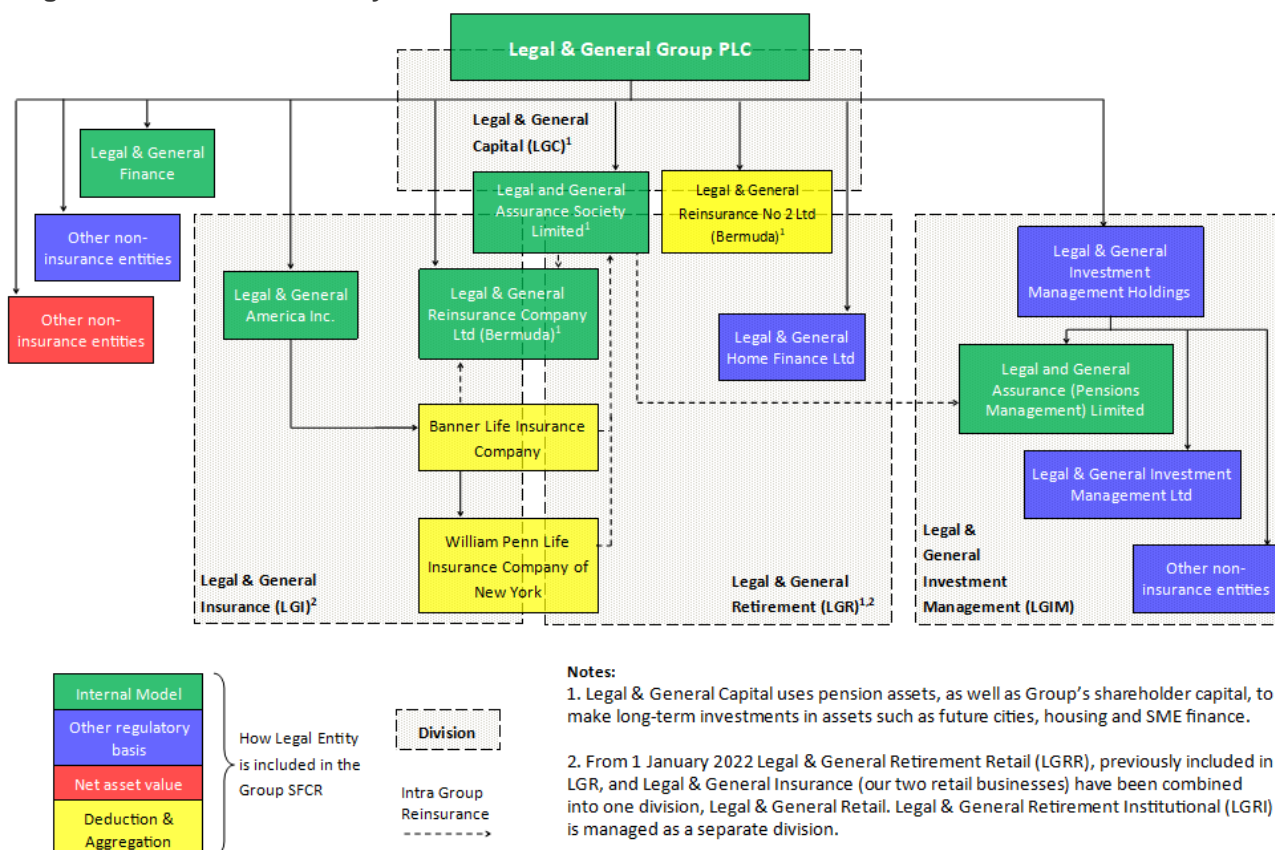 Legal & General Group PLC
Legal & General
Capital (LGC)1
Legal & General
Finance
Legal and General
Assurance Society
Limited1
Legal & General
Reinsurance No 2 Ltd
(Bermuda)1
Other non-
insurance entities
Legal & General
Investment
Management Holdings
Legal & General
America Inc.
Legal & General
Reinsurance Company
Ltd (Bermuda)1
Other non-
insurance entities
Legal & General
Home Finance Ltd
Legal and General
Assurance (Pensions
Management) Limited
Banner Life Insurance
Company
Legal & General Investment
Management Ltd
William Penn Life
Insurance Company of
New York
Legal & General
Insurance (LGI)2
Legal & General
Retirement (LGR)1,2
Legal &
General
Investment
Management (LGIM)
Other non-
insurance entities
Internal Model
Other regulatory
basis
Net asset value
Deduction &
Aggregation
How Legal Entity
is included in the
Group SFCR
Division
Intra Group
Reinsurance
Notes:
1. Legal & General Capital uses pension assets, as well as Group's shareholder capital, to
make long-term investments in assets such as future cities, housing and SME finance.
2. From 1 January 2022 Legal & General Retirement Retail (LGRR), previously included in
LGR, and Legal & General Insurance (our two retail businesses) have been combined
into one division, Legal & General Retail. Legal & General Retirement Institutional (LGRI)
is managed as a separate division.